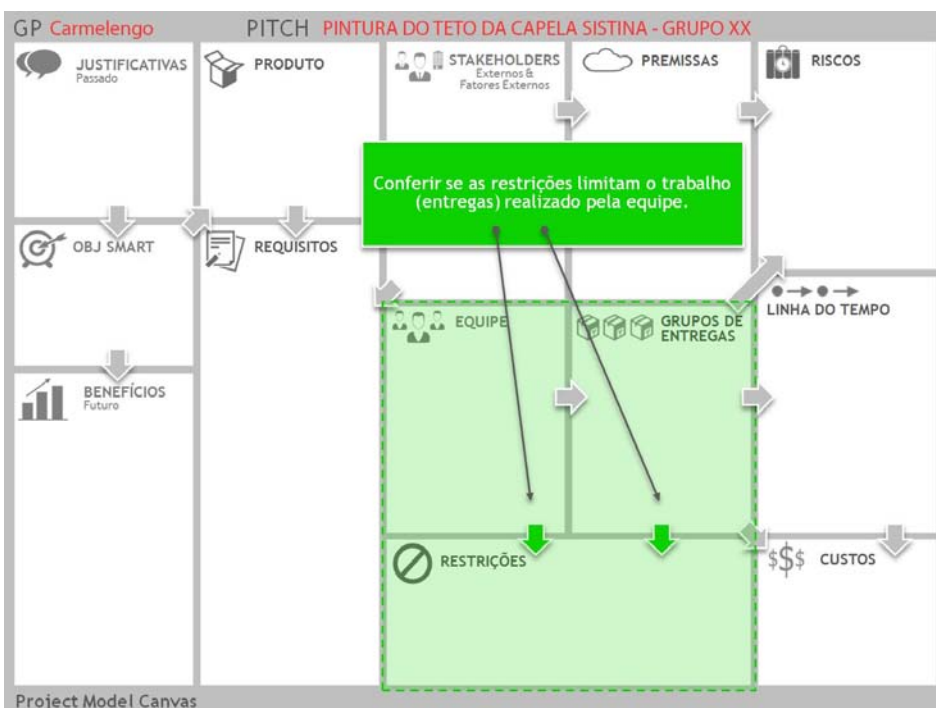 GP Carmelengo PITCH PINTURA DO TETO DA CAPELA SISTINA - GRUPO XX
JUSTIFICATIVAS
Passado
PRODUTO
STAKEHOLDERS
Externos &
Fatores Externos
PREMISSAS
RISCOS
Conferir se as restrições limitam o trabalho
(entregas) realizado pela equipe.
OBJ SMART
REQUISITOS
EQUIPE
GRUPOS DE
ENTREGAS
LINHA DO TEMPO
BENEFÍCIOS
Futuro
RESTRIÇÕES
$$$ CUSTOS
Project Model Canvas